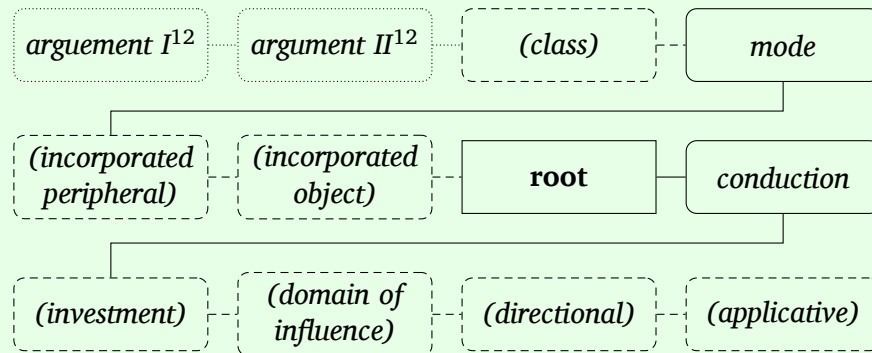 arguement I¹² argument II¹² (class) mode
(incorporated peripheral) (incorporated object) root conduction
(investment) (domain of influence) (directional) (applicative)